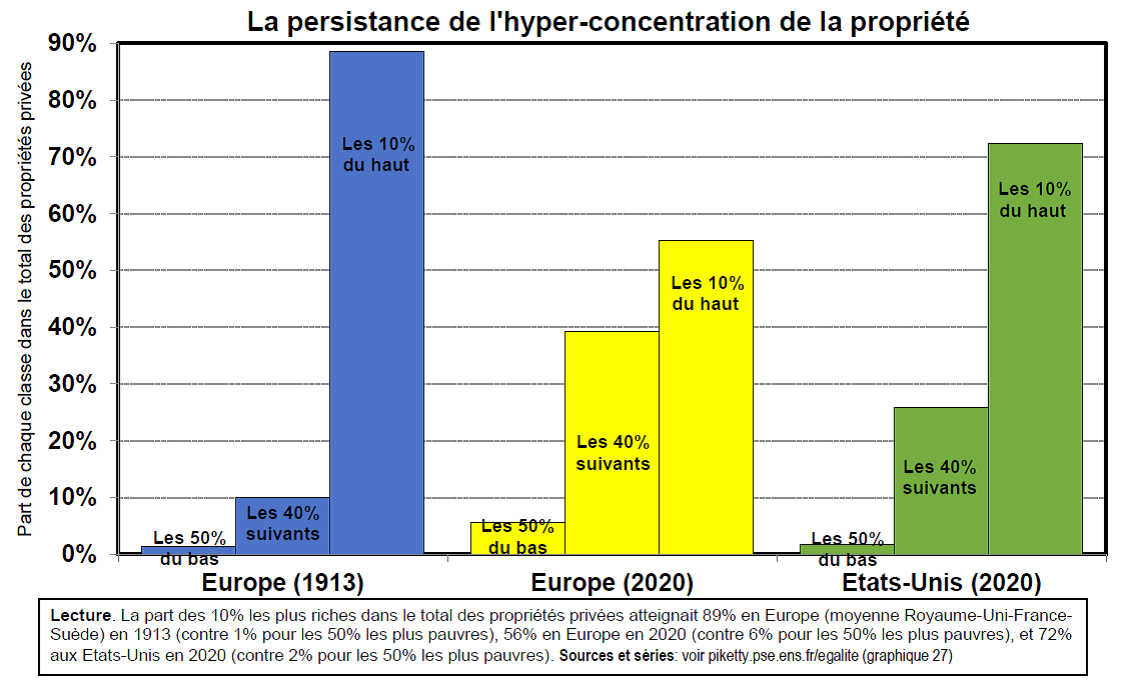 La persistance de l'hyper-concentration de la propriété
Part de chaque classe dans le total des propriétés privées
90%
80%
70%
60%
50%
40%
30%
20%
10%
0%
Les 50%
du bas
Les 40%
suivants
Les 10%
du haut
Les 50%
du bas
Les 40%
suivants
Les 10%
du haut
Les 50%
du bas
Les 40%
suivants
Les 10%
du haut
Europe (1913)
Europe (2020)
Etats-Unis (2020)
Lecture. La part des 10% les plus riches dans le total des propriétés privées atteignait 89% en Europe (moyenne Royaume-Uni-France-
Suède) en 1913 (contre 1% pour les 50% les plus pauvres), 56% en Europe en 2020 (contre 6% pour les 50% les plus pauvres), et 72%
aux Etats-Unis en 2020 (contre 2% pour les 50% les plus pauvres). Sources et séries: voir piketty.pse.ens.fr/egalite (graphique 27)